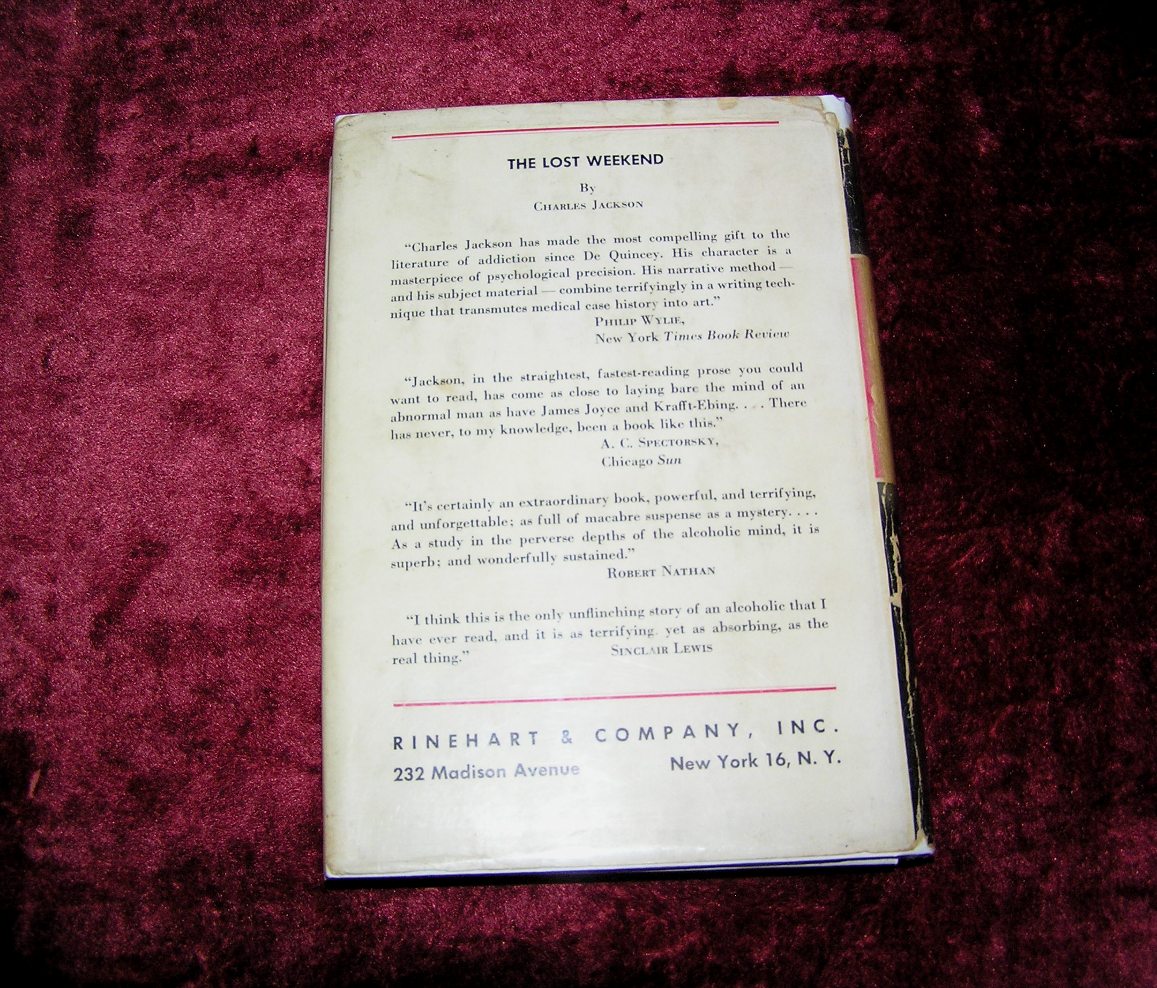 THE LOST WEEKEND
By
CHARLES JACKSON
“Charles Jackson has made the most compelling gift to the
literature of addiction since De Quincey. His character is a
masterpiece of psychological precision. His narrative method —
and his subject material — combine terrifyingly in a writing tech-
nique that transmutes medical case history into art.”
PHILIP WYLIE,
New York Times Book Review
“Jackson, in the straightest, fastest-reading prose you could
want to read, has come as close to laying bare the mind of an
abnormal man as have James Joyce and Krafft-Ebing. . . . There
has never, to my knowledge, been a book like this.”
A. C. SPECTORSKY,
Chicago Sun
“It’s certainly an extraordinary book, powerful, and terrifying,
and unforgettable; as full of macabre suspense as a mystery. . . .
As a study in the perverse depths of the alcoholic mind, it is
superb; and wonderfully sustained.”
ROBERT NATHAN
“I think this is the only unflinching story of an alcoholic that I
have ever read, and it is as terrifying, yet as absorbing, as the
real thing.” SINCLAIR LEWIS
RINEHART & COMPANY, INC.
232 Madison Avenue New York 16, N. Y.